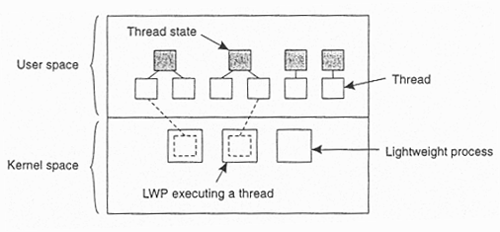 Thread state
User space
Thread
Kernel space
Lightweight process
LWP executing a thread